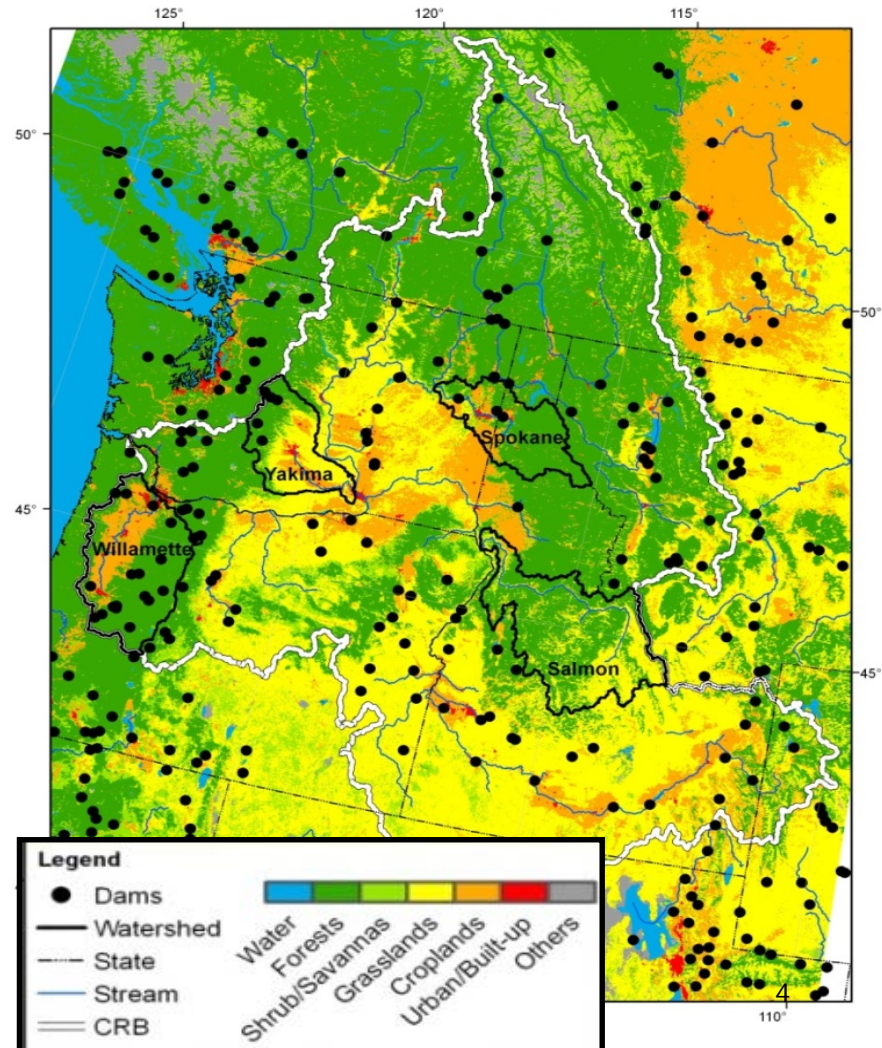 125°
120°
115°
50°
50°
Spokane
Yakima
45°
Willamette
Salmon
45°
Legend
Dams
Watershed
State
Stream
CRB
Water
Forests
Shrub/Savannas
Grasslands
Croplands
Urban/Built-up
Others
4
110°